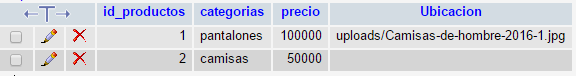 id_productos categorias precio Ubicacion
1 pantalones 100000 uploads/Camisas-de-hombre-2016-1.jpg
2 camisas 50000